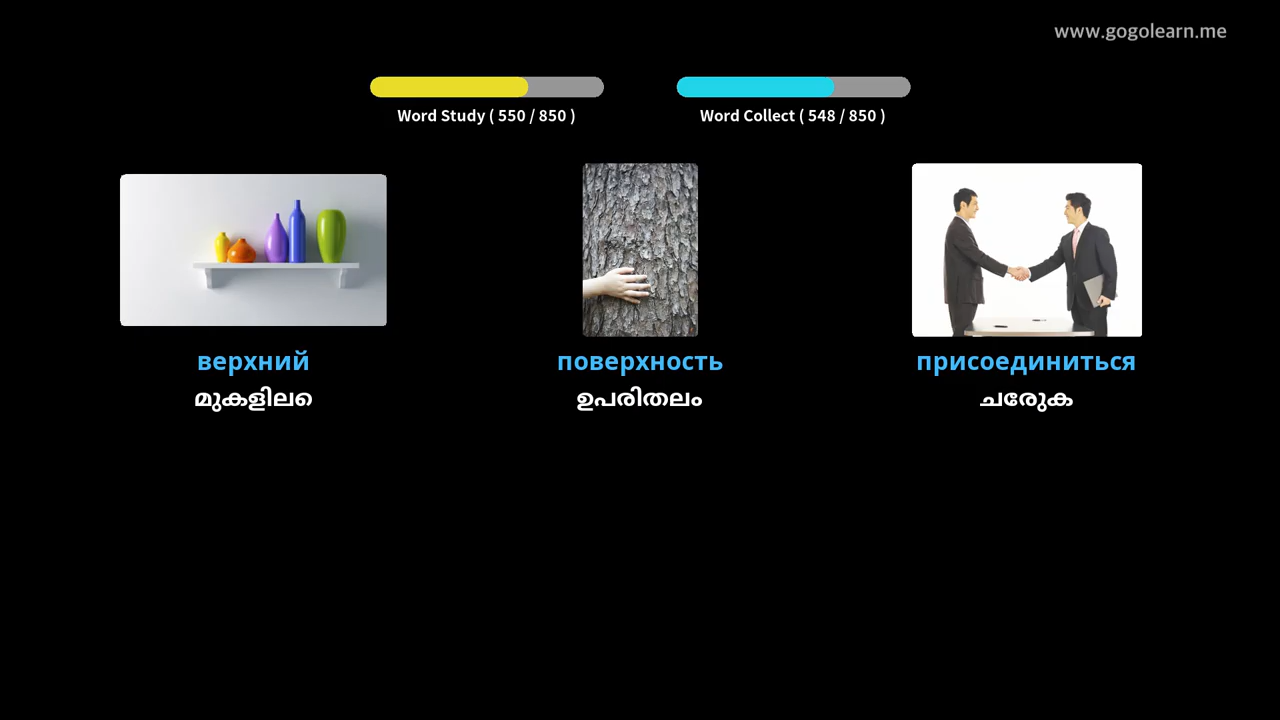 www.gogolearn.me
Word Study ( 550 / 850 )
Word Collect ( 548 / 850 )
верхний
поверхность
присоединиться
മുകളിലെ
ഉപരിതലം
ചേരുക